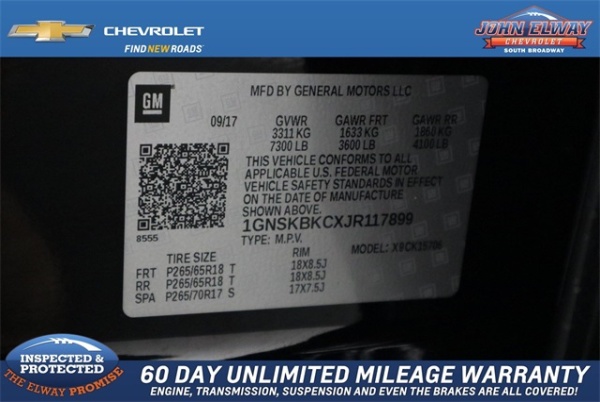 CHEVROLET
FIND NEW ROADS™
JOHN ELWAY
CHEVROLET
SOUTH BROADWAY
GM
MFD BY GENERAL MOTORS LLC
09/17 GVWR GAWR FRT GAWR RR
3311 KG 1633 KG 1860 KG
7300 LB 3600 LB 4100 LB
THIS VEHICLE CONFORMS TO ALL
APPLICABLE U.S. FEDERAL MOTOR
VEHICLE SAFETY STANDARDS IN EFFECT
ON THE DATE OF MANUFACTURE
SHOWN ABOVE.
1GNSKBKCXJR117899
8555
TYPE: M.P.V. MODEL:
TIRE SIZE RIM
FRT P265/65R18 T 18X8.5J
RR P265/65R18 T 18X8.5J
SPA P265/70R17 S 17X7.5J
INSPECTED &
PROTECTED
THE ELWAY PROMISE
60 DAY UNLIMITED MILEAGE WARRANTY
ENGINE, TRANSMISSION, SUSPENSION AND EVEN THE BRAKES ARE ALL COVERED!